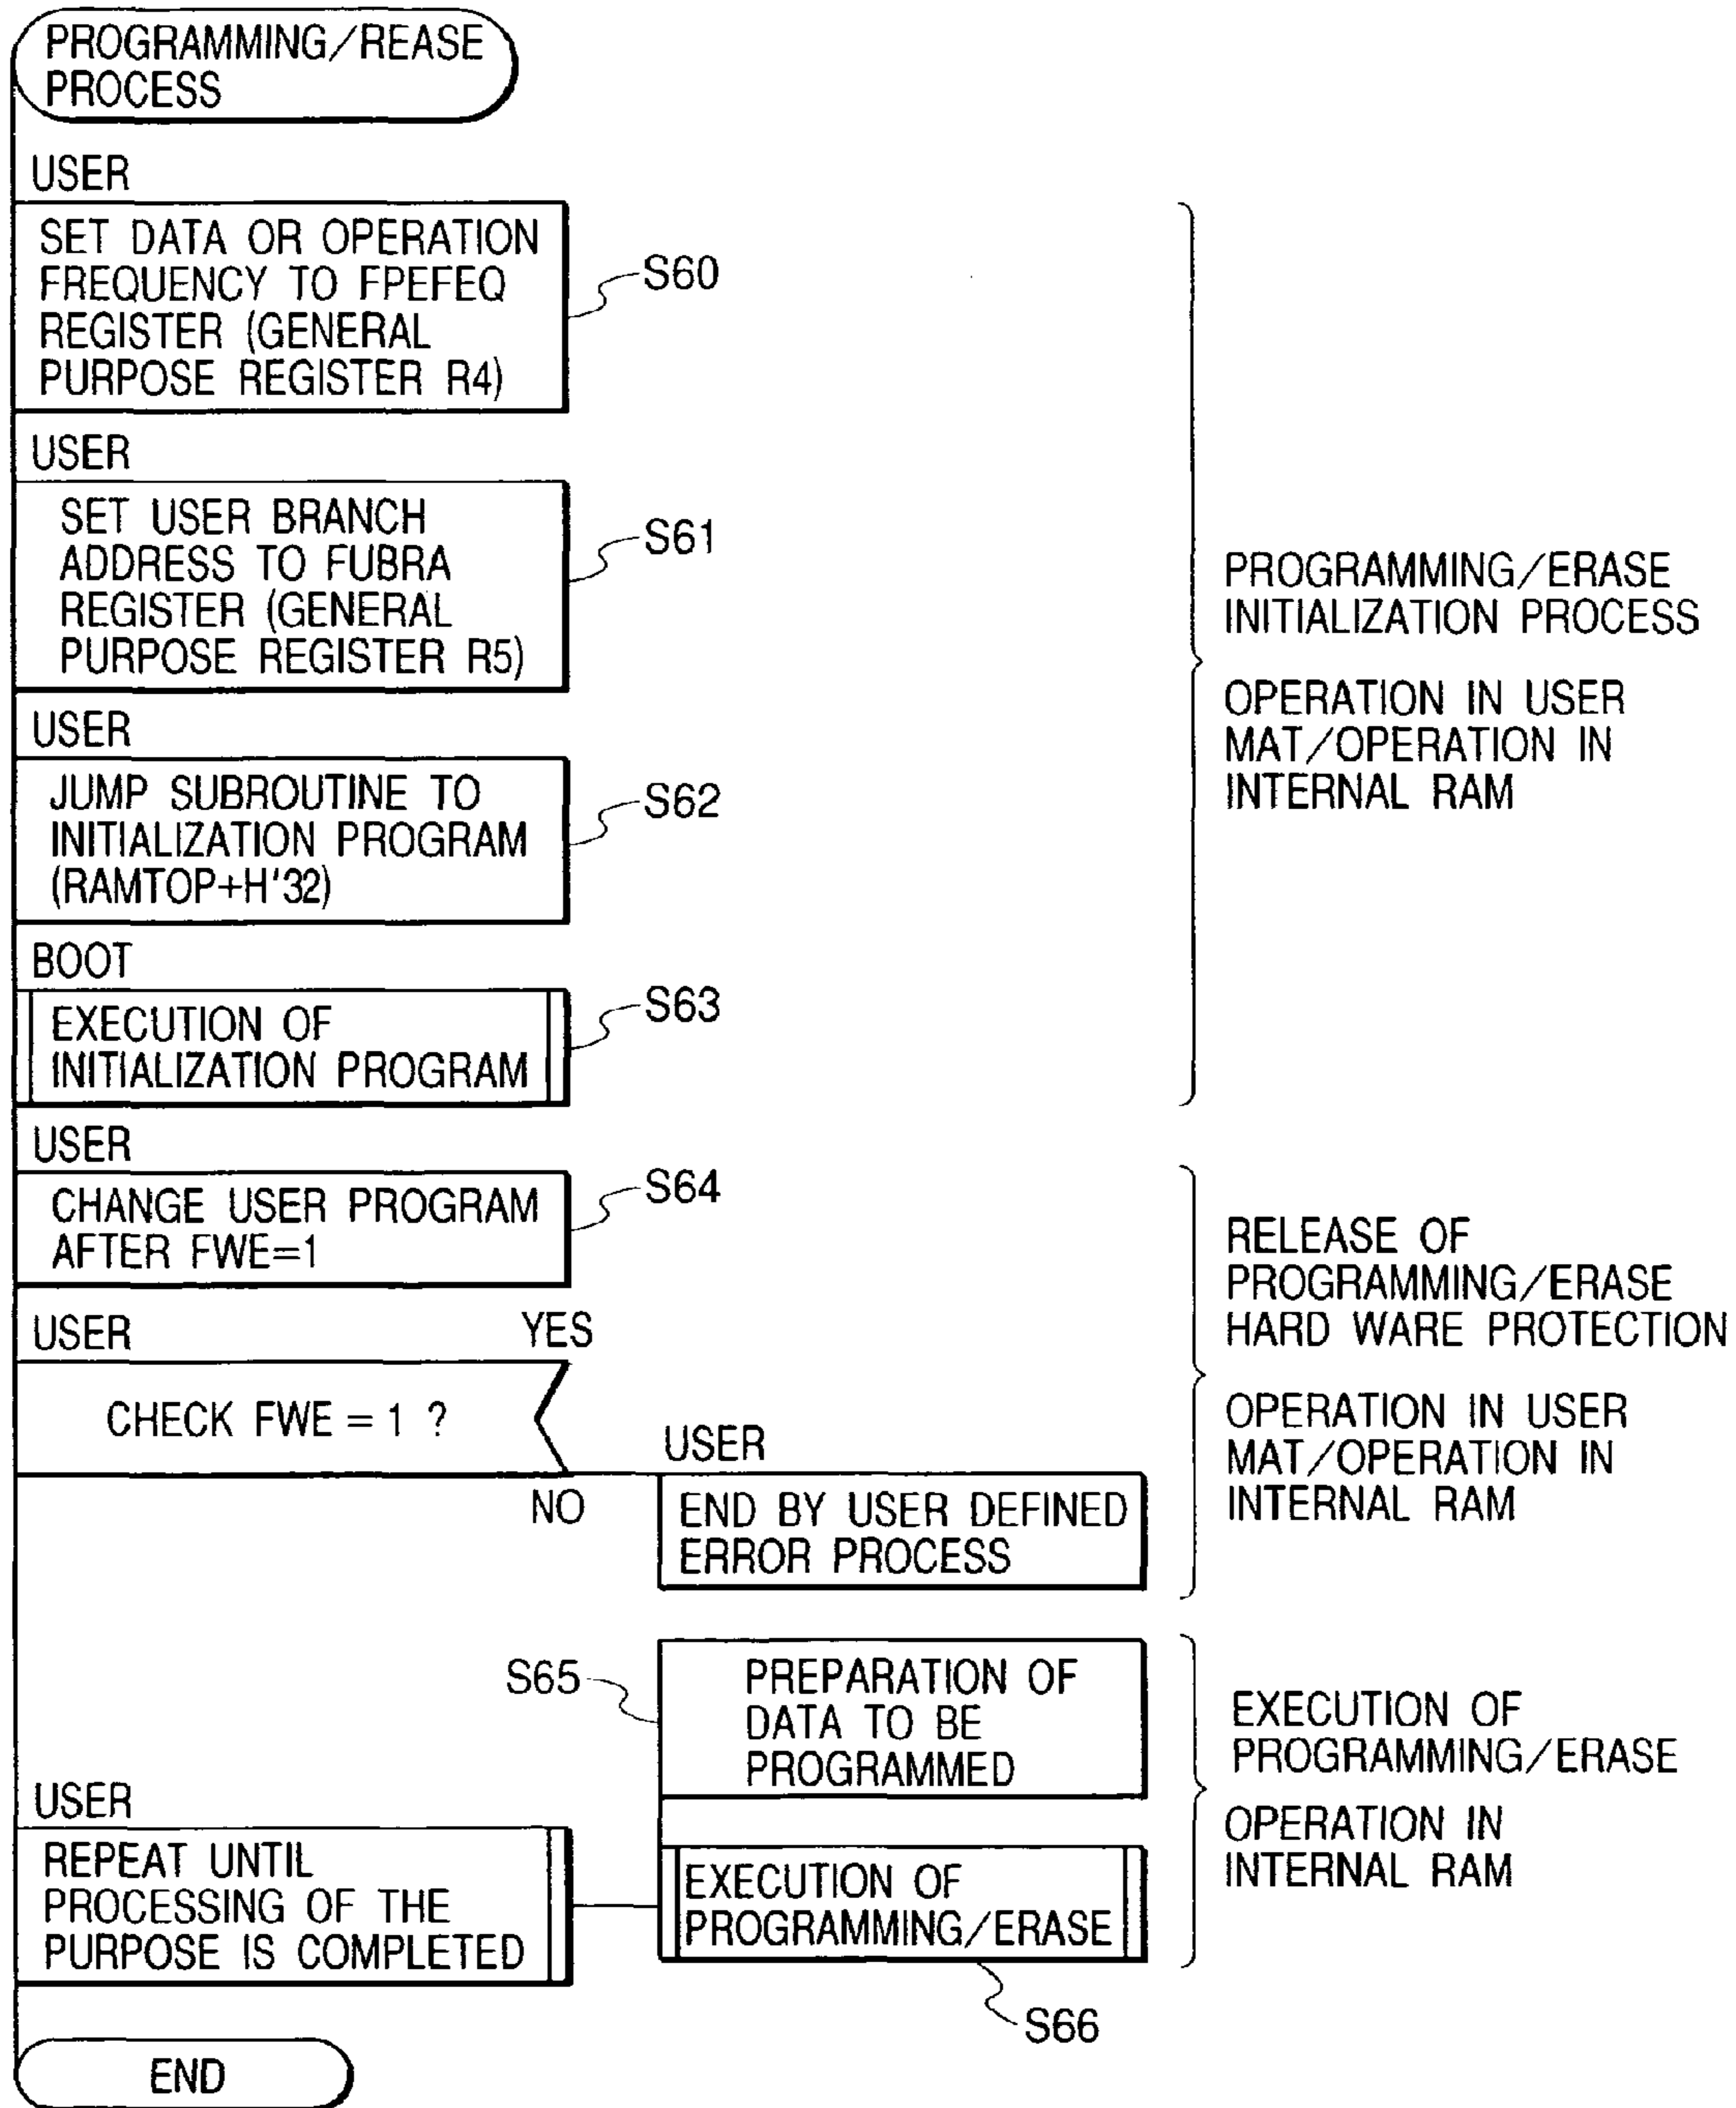 PROGRAMMING/REASE
PROCESS
USER
SET DATA OR OPERATION
FREQUENCY TO FPEFEQ
REGISTER (GENERAL
PURPOSE REGISTER R4)
S60
USER
SET USER BRANCH
ADDRESS TO FUBRA
REGISTER (GENERAL
PURPOSE REGISTER R5)
S61
USER
JUMP SUBROUTINE TO
INITIALIZATION PROGRAM
(RAMTOP+H'32)
S62
BOOT
EXECUTION OF
INITIALIZATION PROGRAM
S63
PROGRAMMING/ERASE
INITIALIZATION PROCESS
OPERATION IN USER
MAT/OPERATION IN
INTERNAL RAM
USER
CHANGE USER PROGRAM
AFTER FWE=1
S64
USER
YES
CHECK FWE = 1 ?
NO
USER
END BY USER DEFINED
ERROR PROCESS
RELEASE OF
PROGRAMMING/ERASE
HARD WARE PROTECTION
OPERATION IN USER
MAT/OPERATION IN
INTERNAL RAM
S65
PREPARATION OF
DATA TO BE
PROGRAMMED
USER
REPEAT UNTIL
PROCESSING OF THE
PURPOSE IS COMPLETED
EXECUTION OF
PROGRAMMING/ERASE
S66
EXECUTION OF
PROGRAMMING/ERASE
OPERATION IN
INTERNAL RAM
END